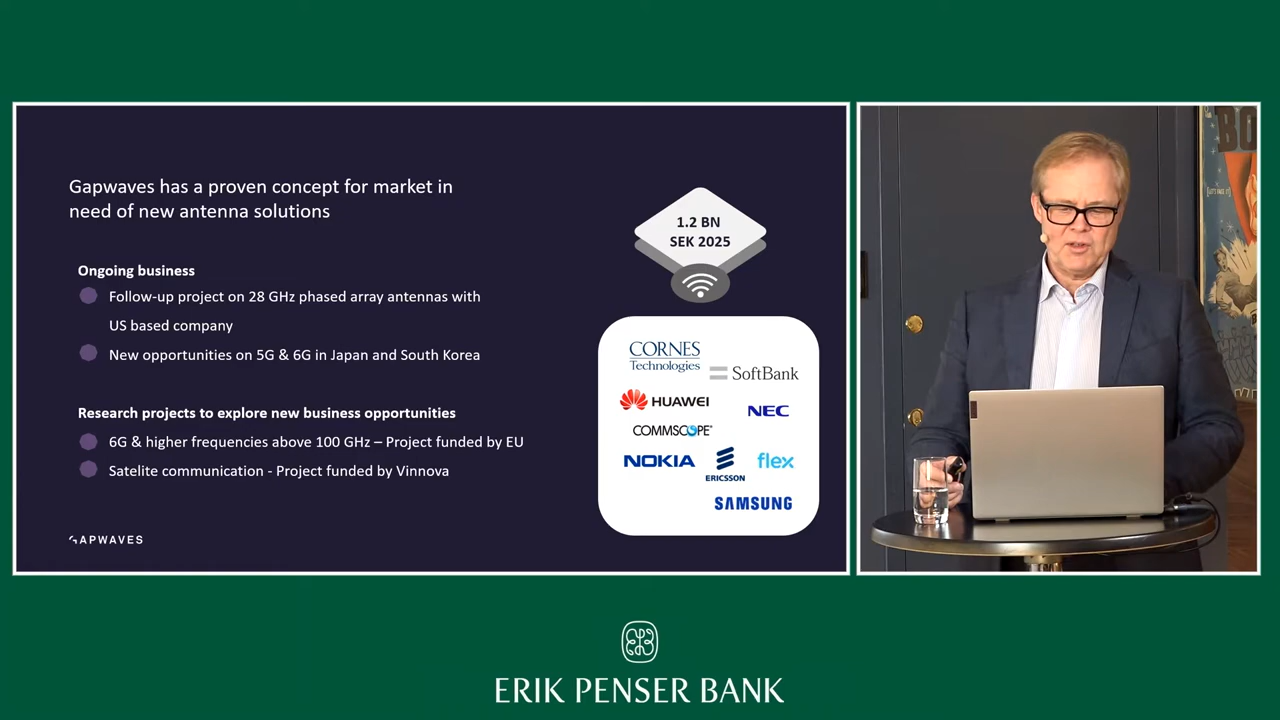 Gapwaves has a proven concept for market in
need of new antenna solutions
Ongoing business
Follow-up project on 28 GHz phased array antennas with
US based company
New opportunities on 5G & 6G in Japan and South Korea
Research projects to explore new business opportunities
6G & higher frequencies above 100 GHz – Project funded by EU
Satelite communication - Project funded by Vinnova
GAPWAVES
1.2 BN
SEK 2025
CORNES
Technologies
SoftBank
HUAWEI
NEC
COMMSCOPE®
NOKIA
ERICSSON
flex
SAMSUNG
BO
ERIK PENSER BANK